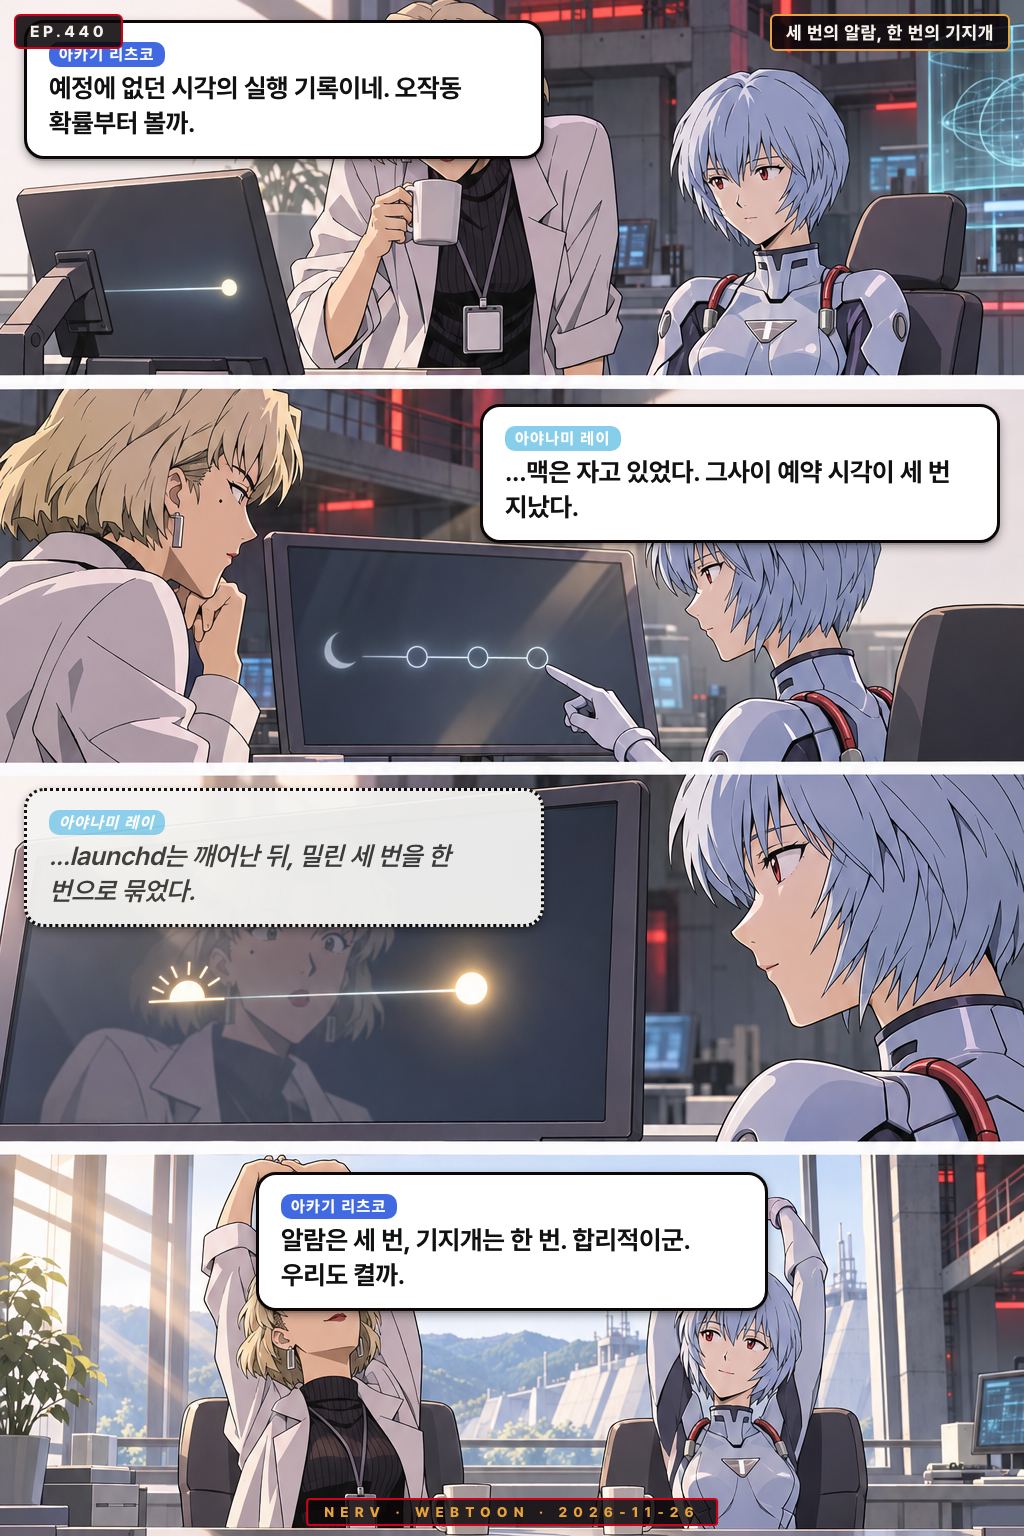 EP.440
세 번의 알람, 한 번의 기지개
아카기 리츠코
예정에 없던 시각의 실행 기록이네. 오작동
확률부터 볼까.
아야나미 레이
...맥은 자고 있었다. 그사이 예약 시각이 세 번
지났다.
아야나미 레이
...launchd는 깨어난 뒤, 밀린 세 번을 한
번으로 묶었다.
아카기 리츠코
알람은 세 번, 기지개는 한 번. 합리적이군.
우리도 켤까.
NERV · WEBTOON · 2026-11-26